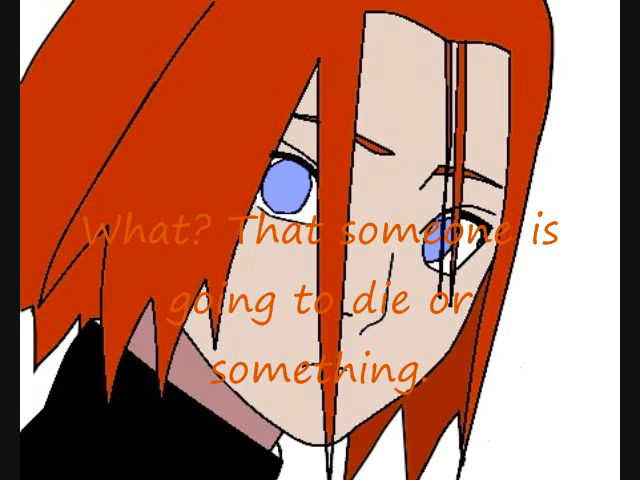 What? That someone is
going to die or
something.